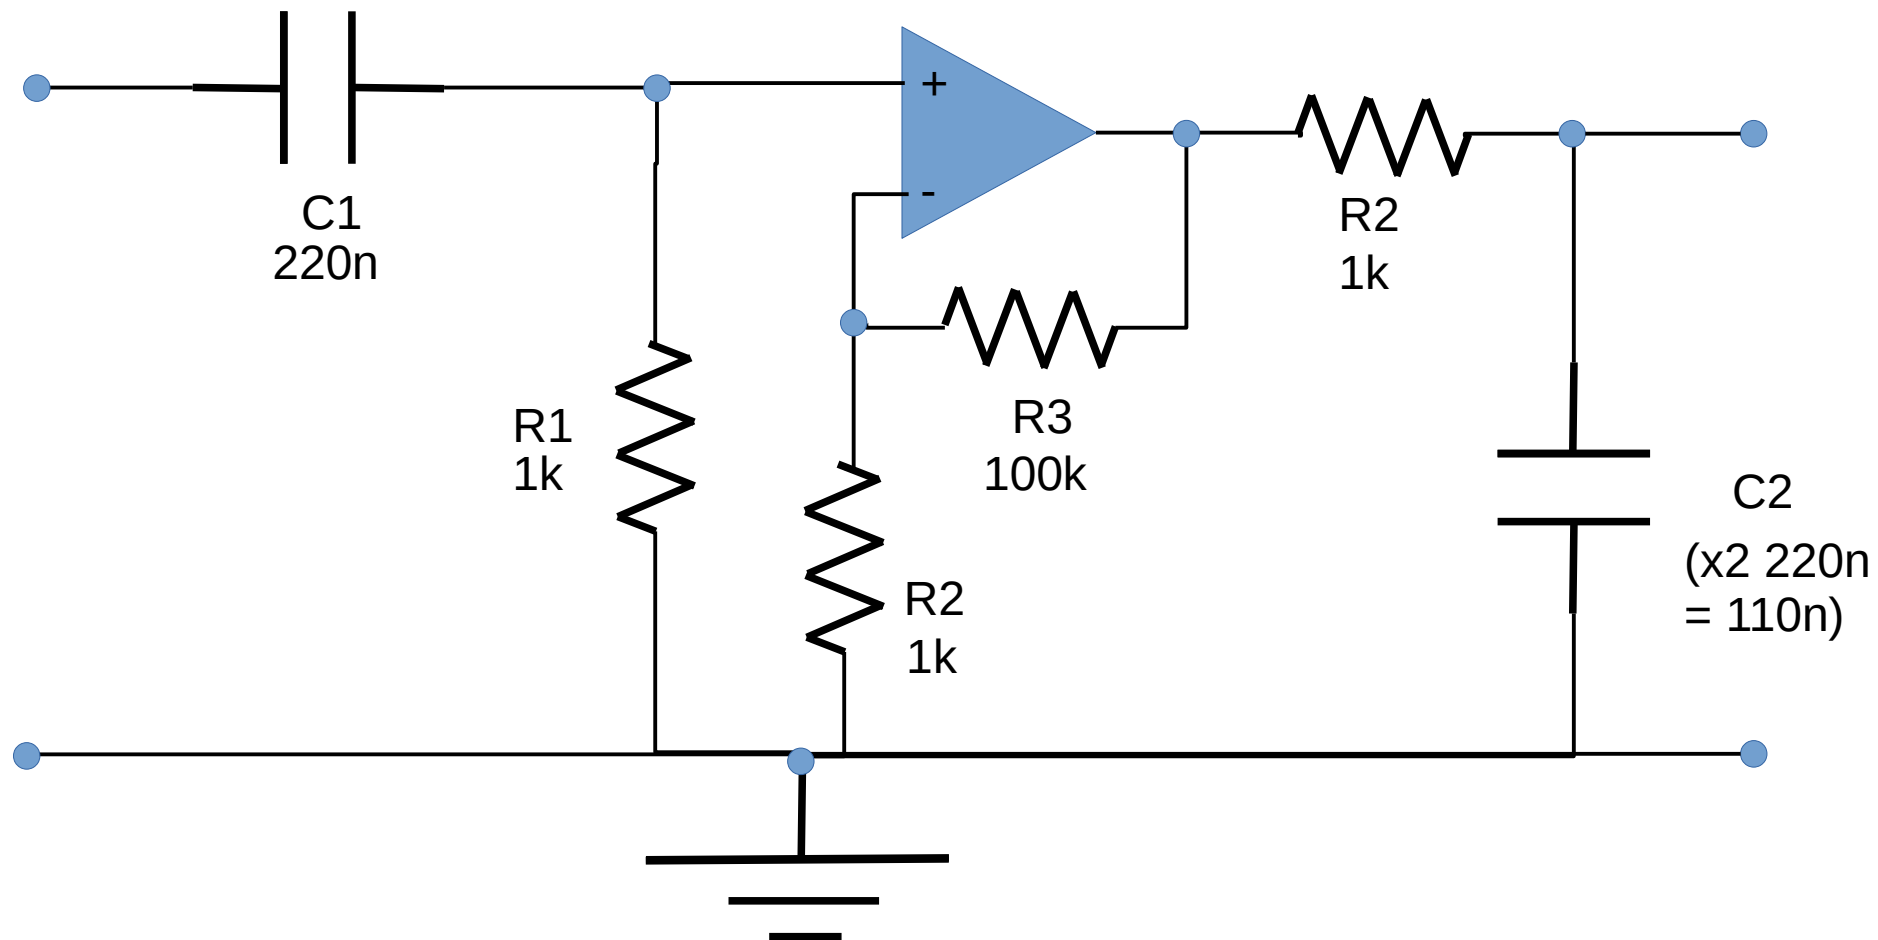 +
-
C1
220n
R2
1k
R3
100k
R1
1k
C2
(x2 220n
= 110n)
R2
1k